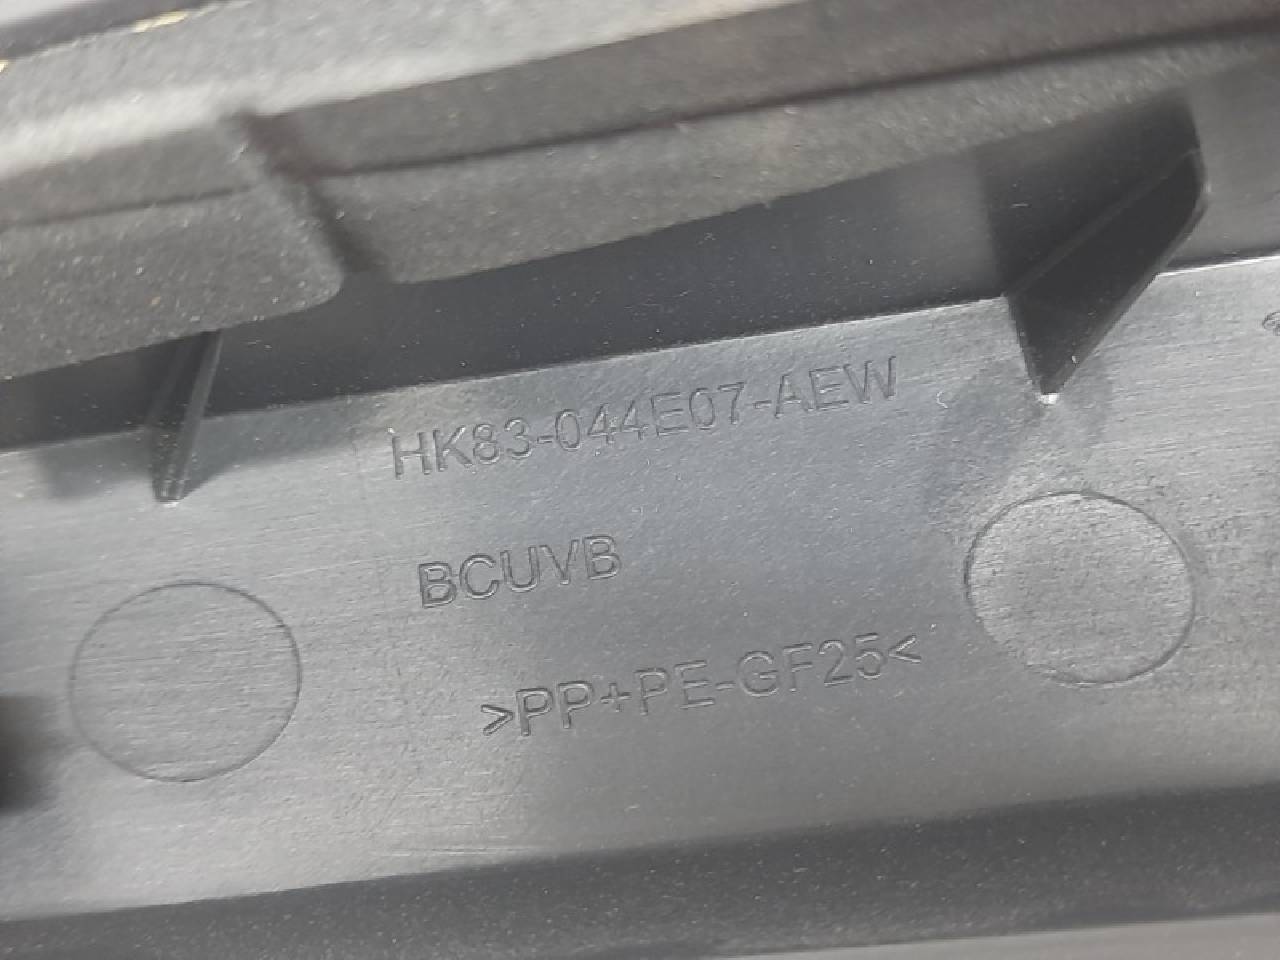 HK83-044E07-AEW
BCUVB
>PP+PE-GF25<